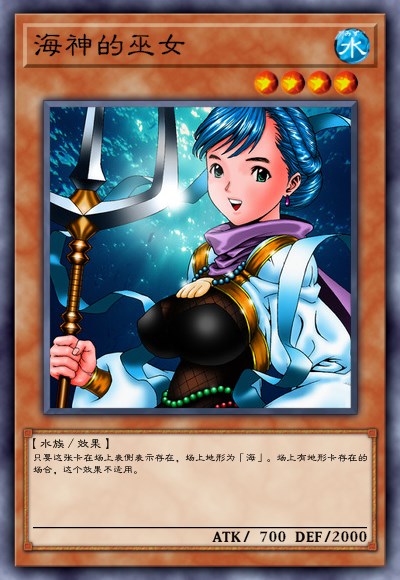 海神的巫女
水
【水族／效果】
只要这张卡在场上表侧表示存在，场上地形为「海」。场上有地形卡存在的
场合，这个效果不适用。
ATK/ 700 DEF/2000